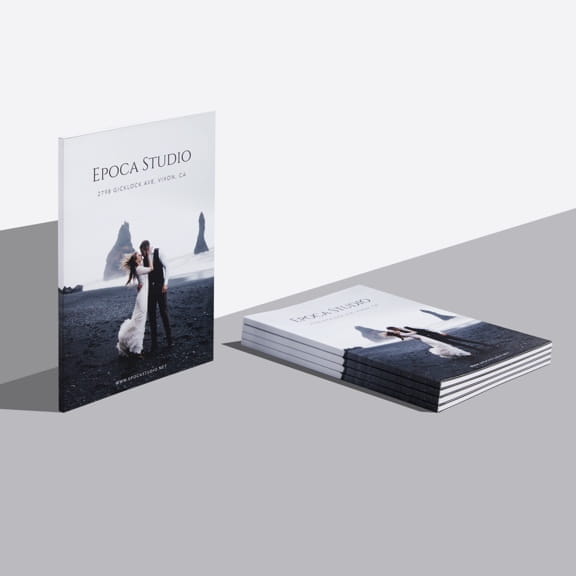 EPOCA STUDIO
2798 GICKLOCK AVE, VIXON, CA
WWW.EPOCASTUDIO.NET
EPOCA STUDIO